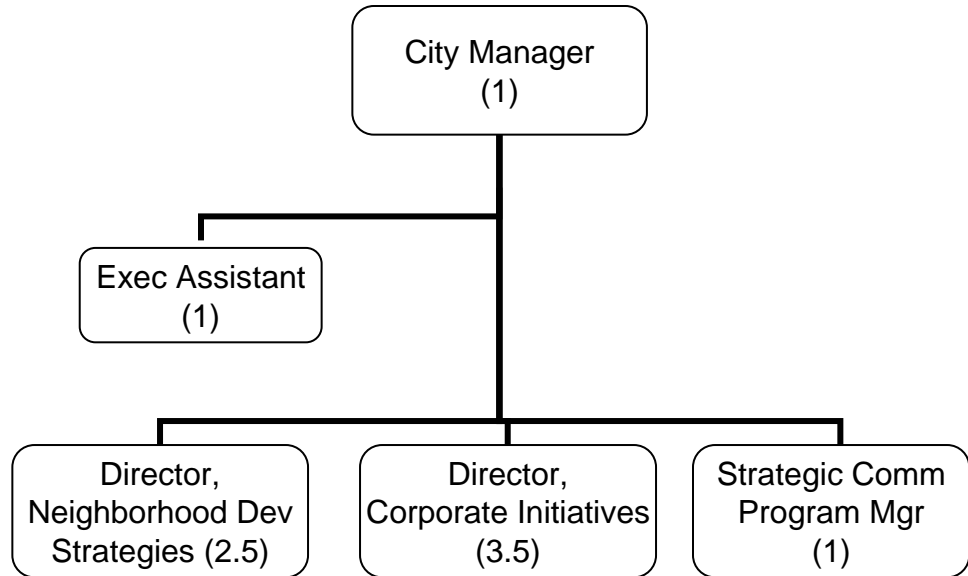 City Manager
(1)
Exec Assistant
(1)
Director,
Neighborhood Dev
Strategies (2.5)
Director,
Corporate Initiatives
(3.5)
Strategic Comm
Program Mgr
(1)